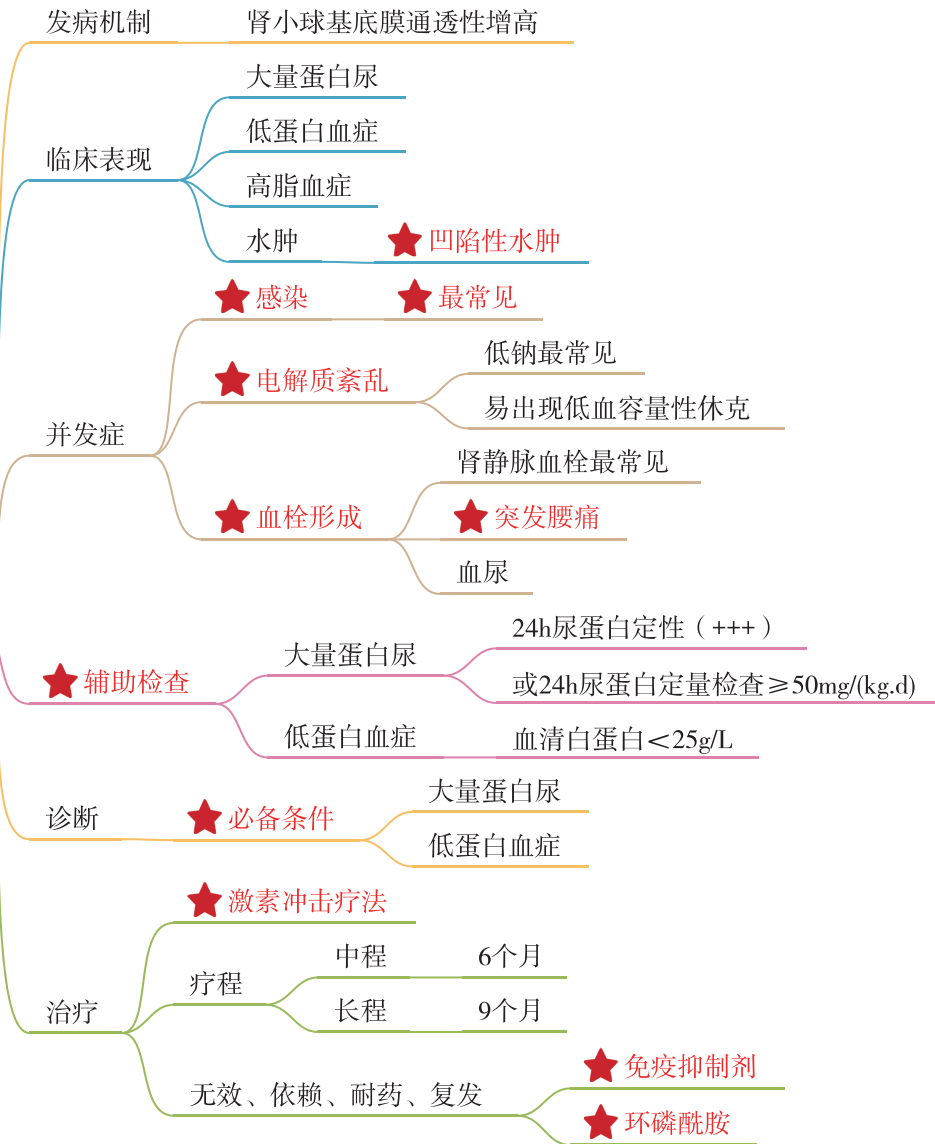 发病机制
肾小球基底膜通透性增高
临床表现
大量蛋白尿
低蛋白血症
高脂血症
水肿
凹陷性水肿
并发症
感染
最常见
电解质紊乱
低钠最常见
易出现低血容量性休克
血栓形成
肾静脉血栓最常见
突发腰痛
血尿
辅助检查
大量蛋白尿
24h尿蛋白定性（+++）
或24h尿蛋白定量检查≥50mg/(kg.d)
低蛋白血症
血清白蛋白<25g/L
诊断
必备条件
大量蛋白尿
低蛋白血症
治疗
激素冲击疗法
疗程
中程
6个月
长程
9个月
无效、依赖、耐药、复发
免疫抑制剂
环磷酰胺